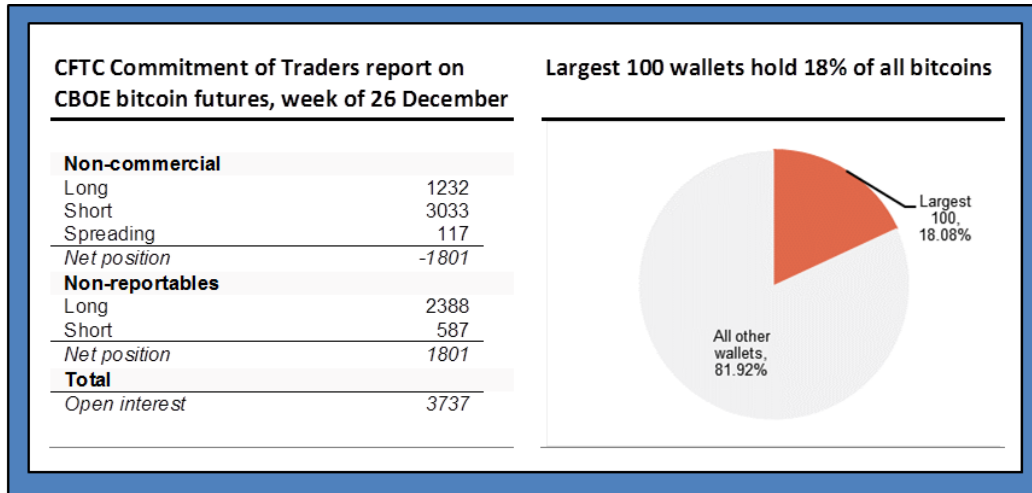 CFTC Commitment of Traders report on
CBOE bitcoin futures, week of 26 December
Non-commercial
Long 1232
Short 3033
Spreading 117
Net position -1801
Non-reportables
Long 2388
Short 587
Net position 1801
Total
Open interest 3737
Largest 100 wallets hold 18% of all bitcoins
Largest
100,
18.08%
All other
wallets,
81.92%